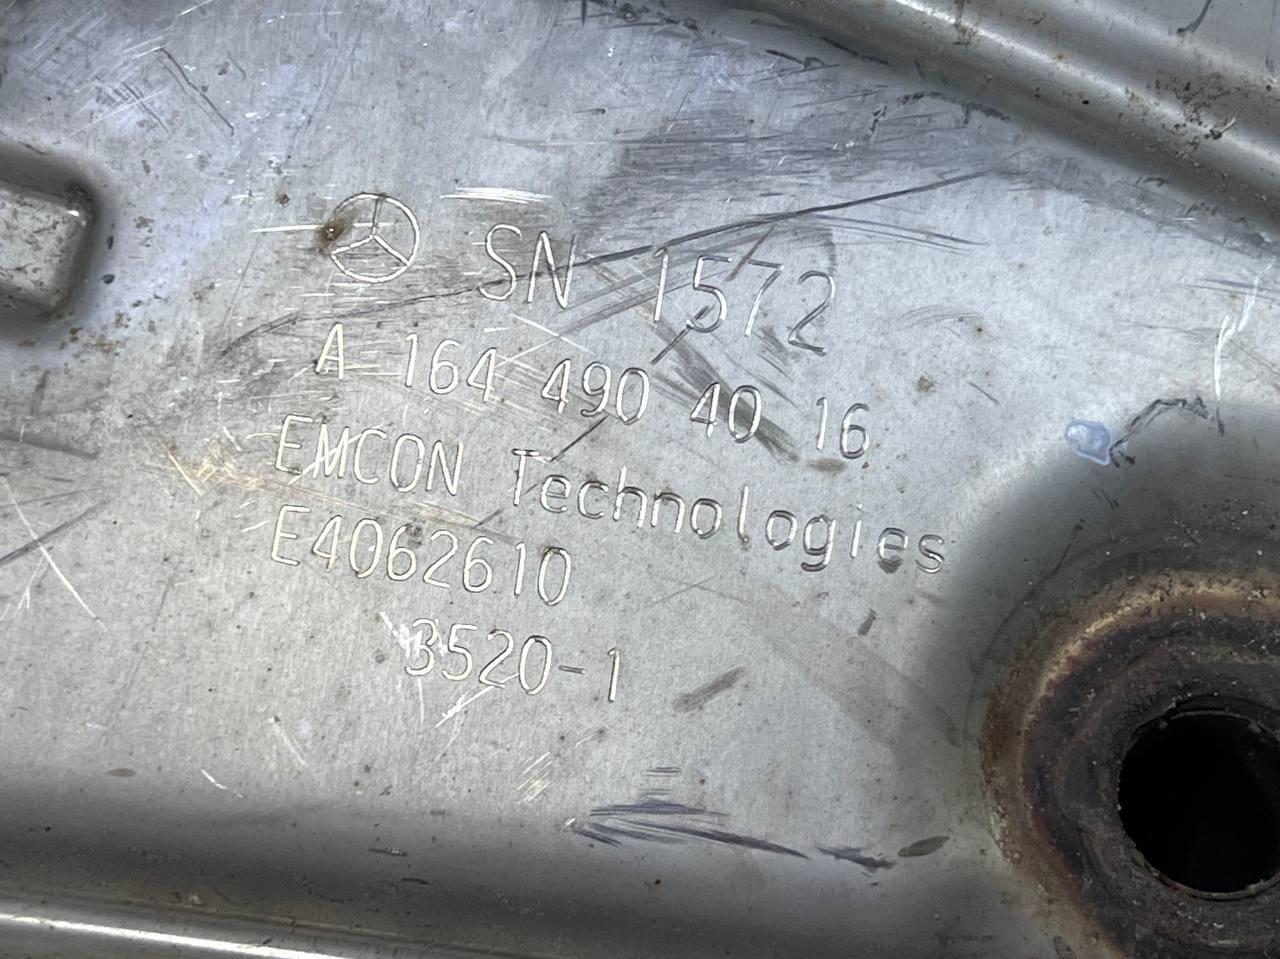 SN 1572
A 164 490 40 16
EMCON Technologies
E4062610
3520-1